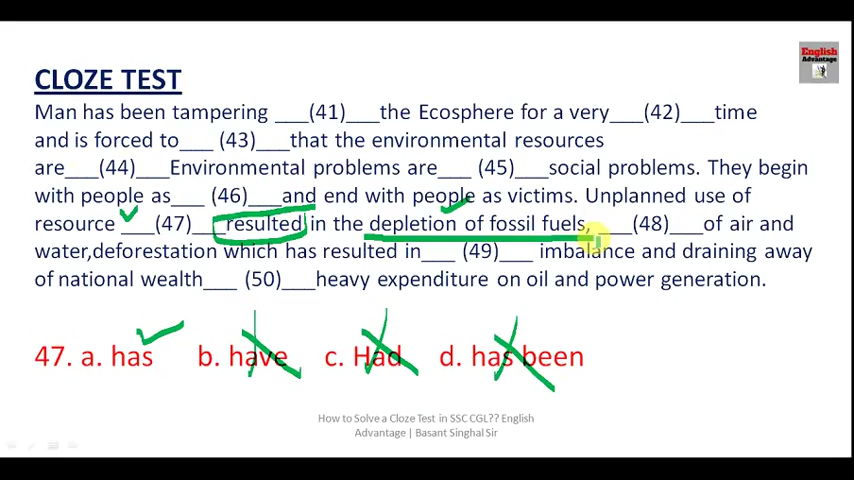 English
Advantage
CLOZE TEST
Man has been tampering ___(41)___the Ecosphere for a very___(42)___time
and is forced to___ (43)___that the environmental resources
are___(44)___Environmental problems are___ (45)___social problems. They begin
with people as___ (46)___and end with people as victims. Unplanned use of
resource ___(47)___resulted in the depletion of fossil fuels, ___(48)___of air and
water,deforestation which has resulted in___ (49)___ imbalance and draining away
of national wealth___ (50)___heavy expenditure on oil and power generation.
47. a. has b. have c. Had d. has been
How to Solve a Cloze Test in SSC CGL?? English
Advantage | Basant Singhal Sir